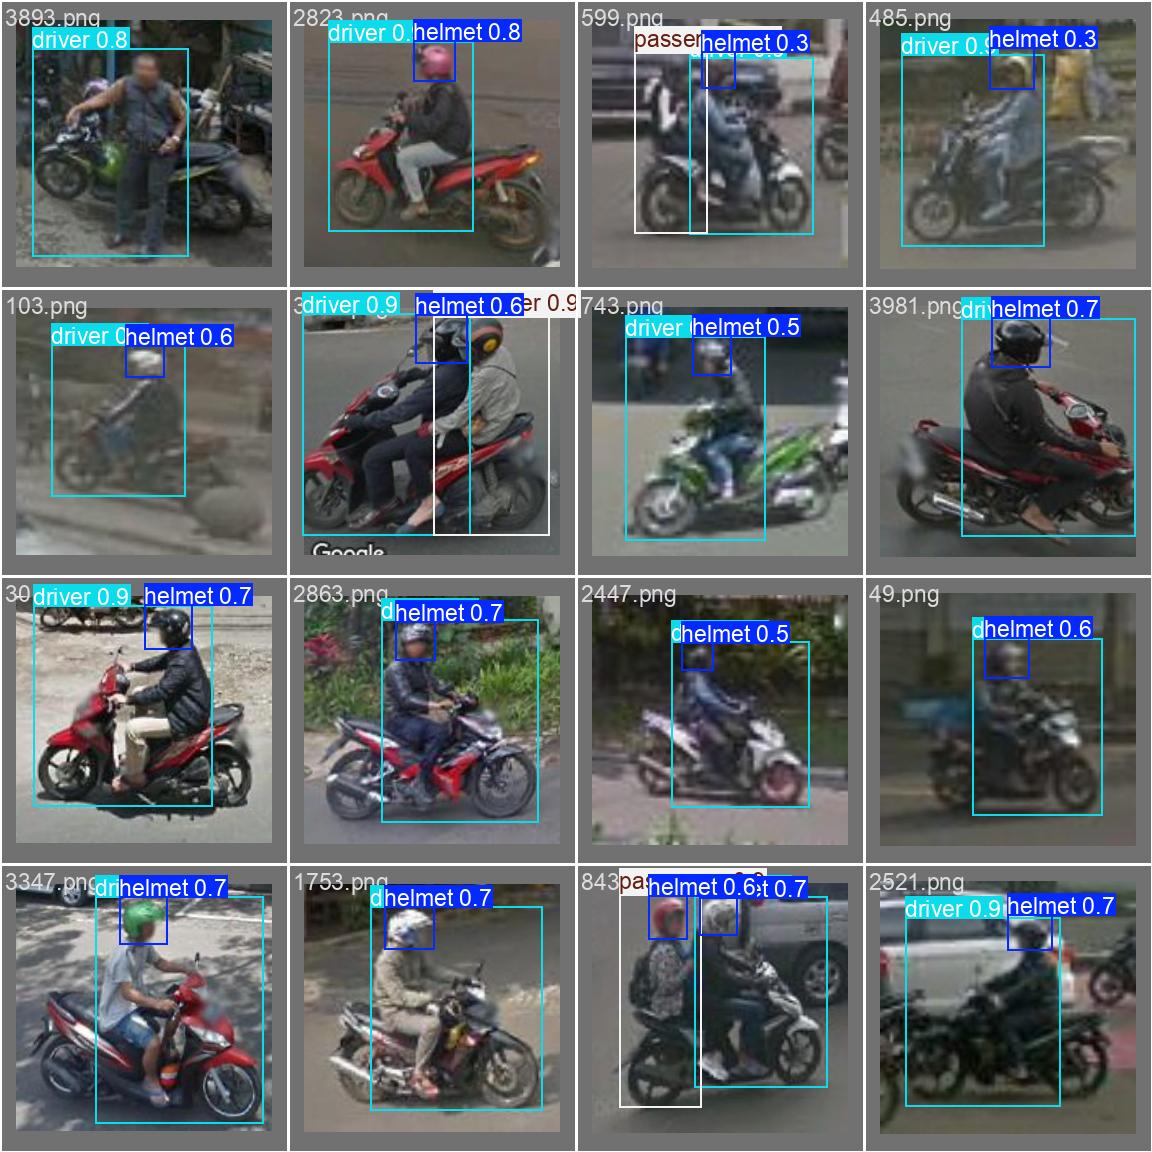 3893.png
driver 0.8
2823.png
driver 0.
helmet 0.8
599.png
passen
helmet 0.3
485.png
driver 0.9
helmet 0.3
103.png
driver 0
helmet 0.6
3
driver 0.9
helmet 0.6
er 0.9
743.png
driver
helmet 0.5
3981.png
dri
helmet 0.7
Google
30
driver 0.9
helmet 0.7
2863.png
d
helmet 0.7
2447.png
d
helmet 0.5
49.png
d
helmet 0.6
3347.png
dri
helmet 0.7
1753.png
d
helmet 0.7
843
pas
helmet 0.6
t 0.7
2521.png
driver 0.9
helmet 0.7